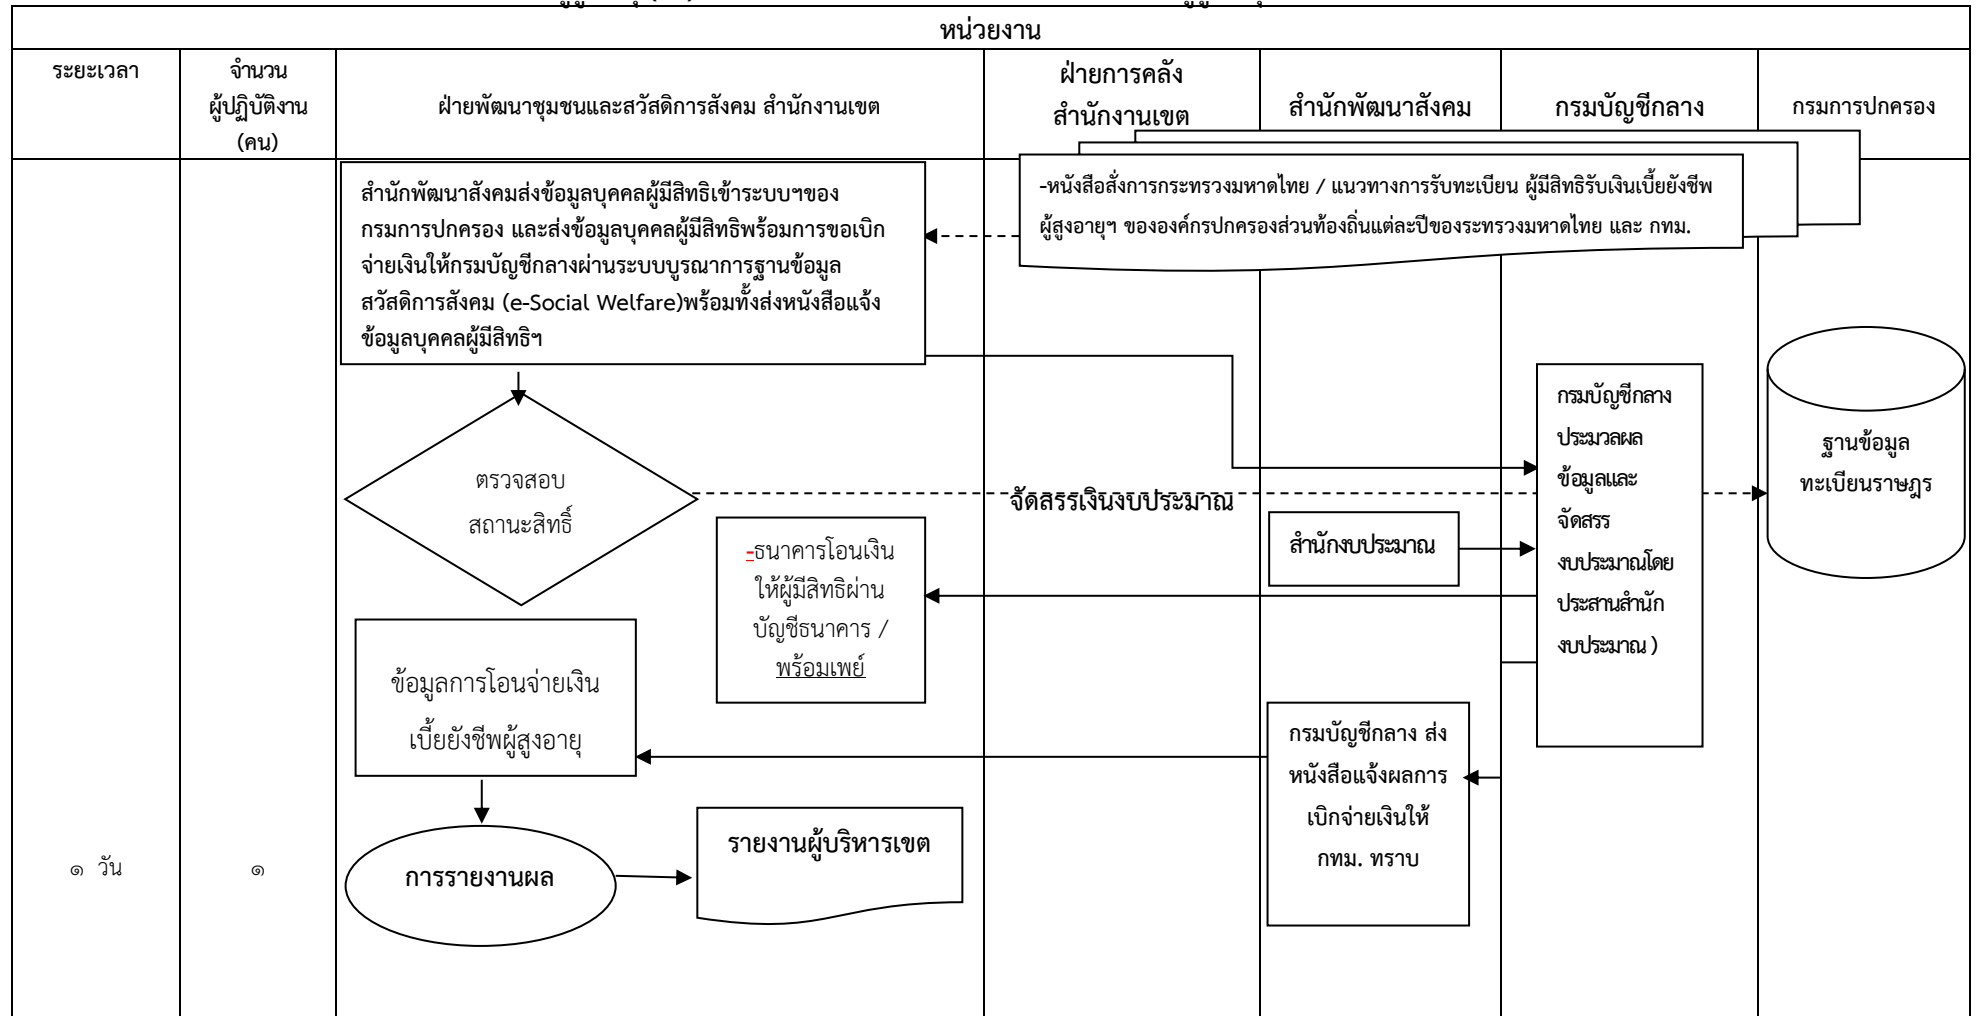 หน่วยงาน
ระยะเวลา
จำนวน
ผู้ปฏิบัติงาน
(คน)
ฝ่ายพัฒนาชุมชนและสวัสดิการสังคม สำนักงานเขต
ฝ่ายการคลัง
สำนักงานเขต
สำนักพัฒนาสังคม
กรมบัญชีกลาง
กรมการปกครอง
สำนักพัฒนาสังคมส่งข้อมูลบุคคลผู้มีสิทธิเข้าระบบฯของ
กรมการปกครอง และส่งข้อมูลบุคคลผู้มีสิทธิพร้อมการขอเบิก
จ่ายเงินให้กรมบัญชีกลางผ่านระบบบูรณาการฐานข้อมูล
สวัสดิการสังคม (e-Social Welfare)พร้อมทั้งส่งหนังสือแจ้ง
ข้อมูลบุคคลผู้มีสิทธิฯ
-หนังสือสั่งการกระทรวงมหาดไทย / แนวทางการรับทะเบียน ผู้มีสิทธิรับเงินเบี้ยยังชีพ
ผู้สูงอายุฯ ขององค์กรปกครองส่วนท้องถิ่นแต่ละปีของระทรวงมหาดไทย และ กทม.
ตรวจสอบ
สถานะสิทธิ์
จัดสรรเงินงบประมาณ
สำนักงบประมาณ
กรมบัญชีกลาง
ประมวลผล
ข้อมูลและ
จัดสรร
งบประมาณโดย
ประสานสำนัก
งบประมาณ )
ฐานข้อมูล
ทะเบียนราษฎร
-ธนาคารโอนเงิน
ให้ผู้มีสิทธิผ่าน
บัญชีธนาคาร /
พร้อมเพย์
ข้อมูลการโอนจ่ายเงิน
เบี้ยยังชีพผู้สูงอายุ
กรมบัญชีกลาง ส่ง
หนังสือแจ้งผลการ
เบิกจ่ายเงินให้
กทม. ทราบ
๑ วัน
๑
การรายงานผล
รายงานผู้บริหารเขต